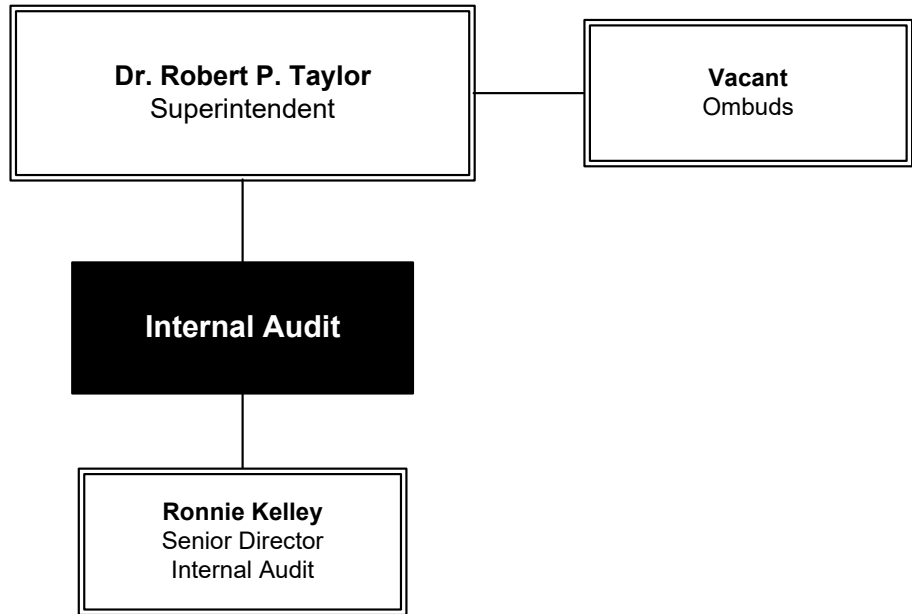 Dr. Robert P. Taylor
Superintendent
Vacant
Ombuds
Internal Audit
Ronnie Kelley
Senior Director
Internal Audit